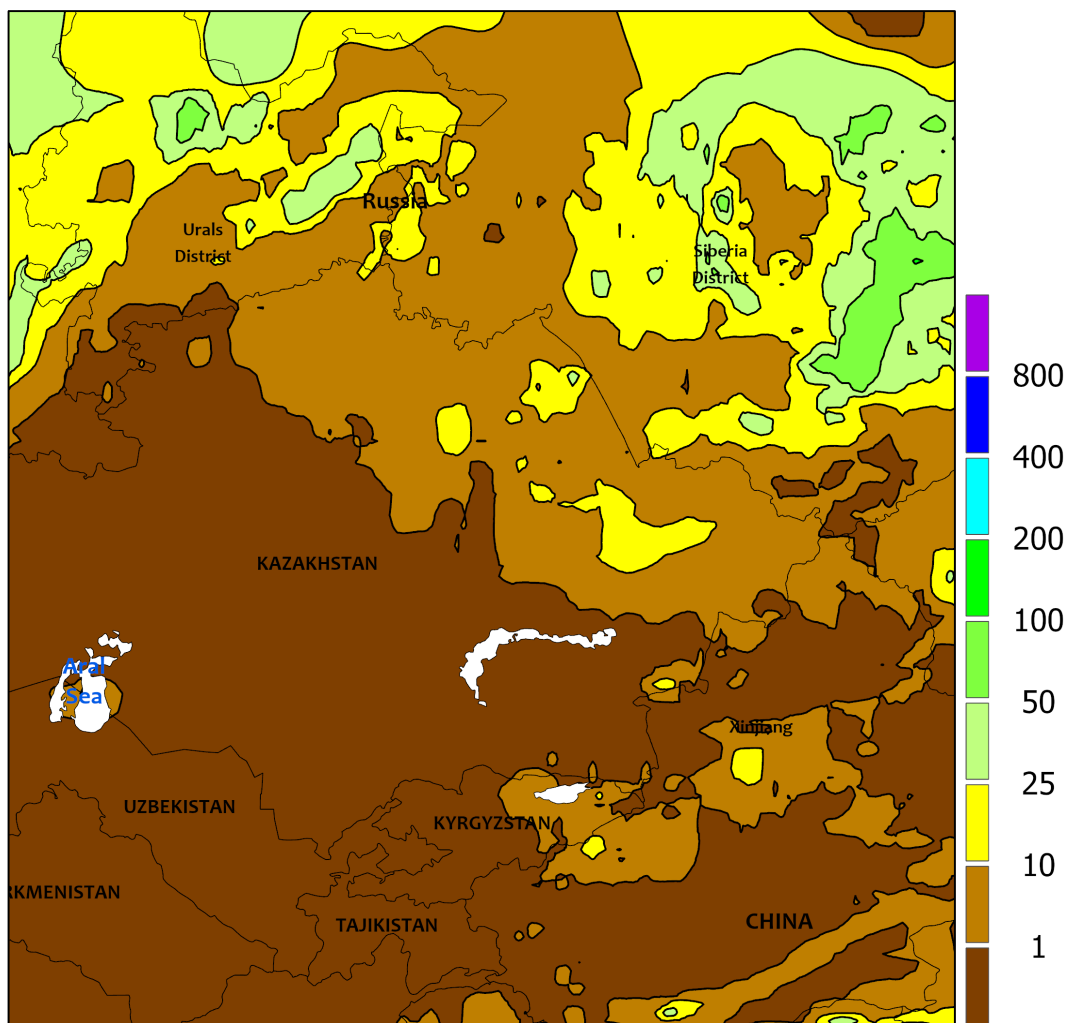 Russia
Urals
District
Siberia
District
800
400
200
100
50
25
10
1
KAZAKHSTAN
Aral
Sea
Xinjiang
UZBEKISTAN
KYRGYZSTAN
RKMENISTAN
TAJIKISTAN
CHINA